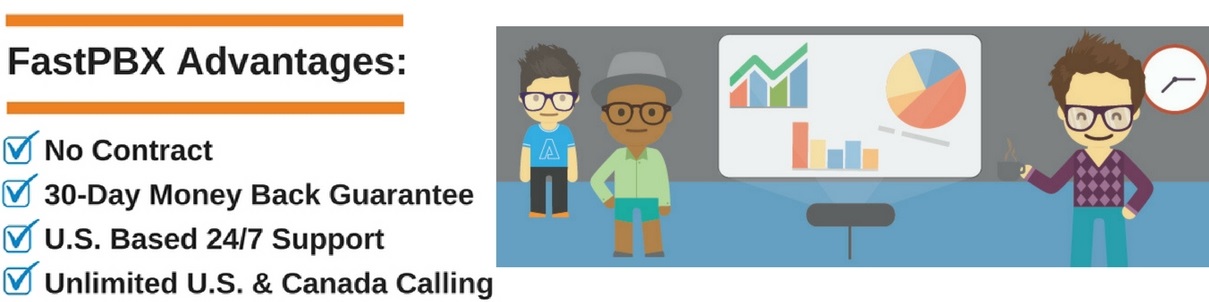 FastPBX Advantages:
No Contract
30-Day Money Back Guarantee
U.S. Based 24/7 Support
Unlimited U.S. & Canada Calling
A